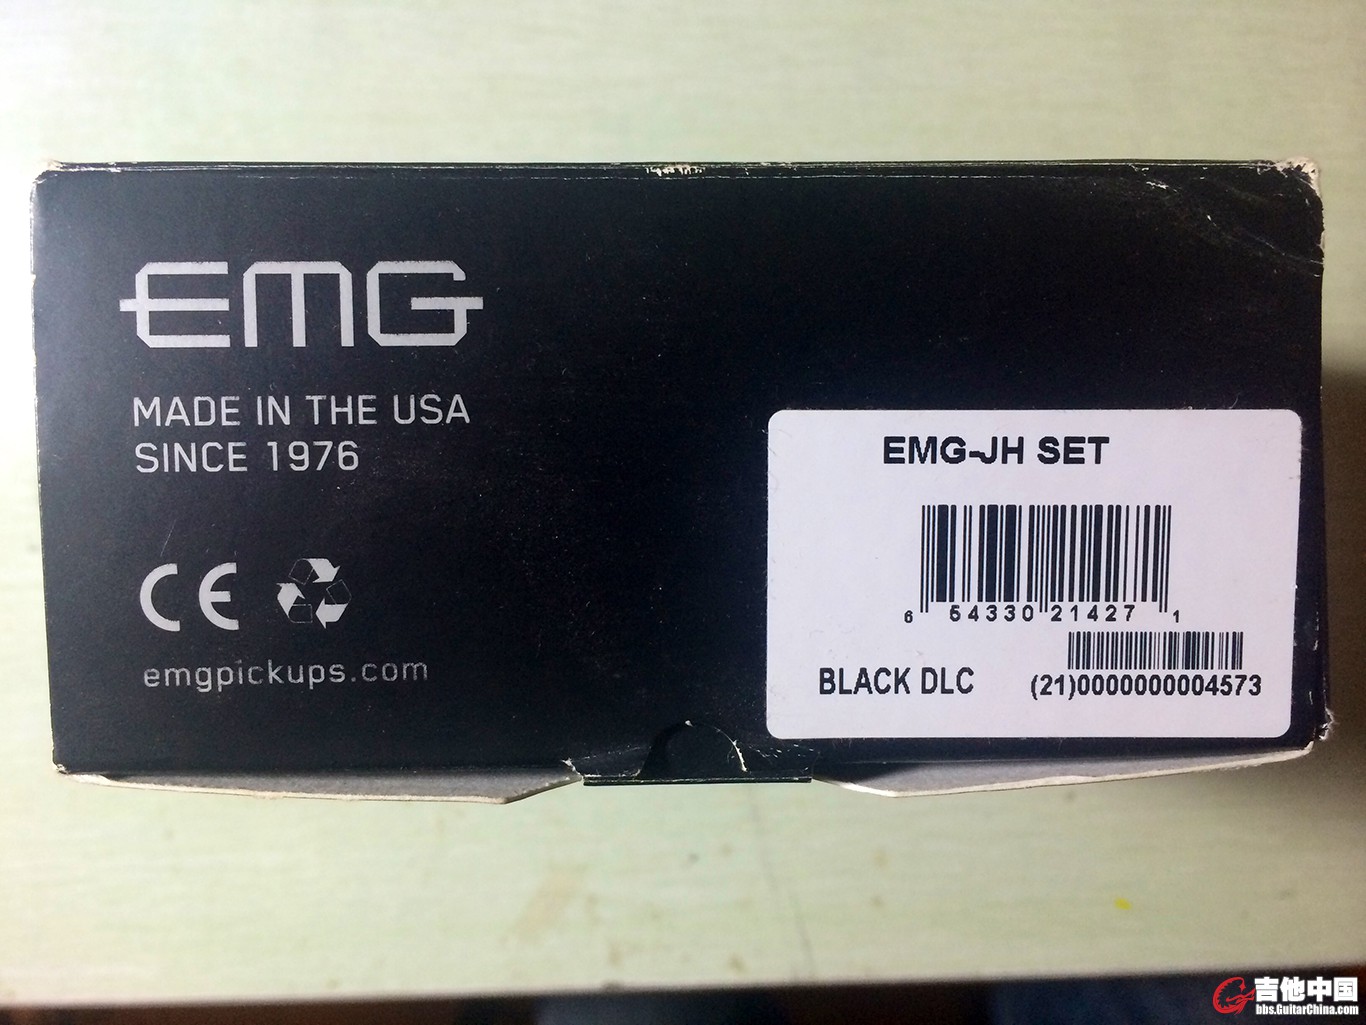 EMG
MADE IN THE USA
SINCE 1976
CE
emgpickups.com
EMG-JH SET
6 54330 21427 1
BLACK DLC
(21)0000000004573
吉他中国
bbs.GuitarChina.com